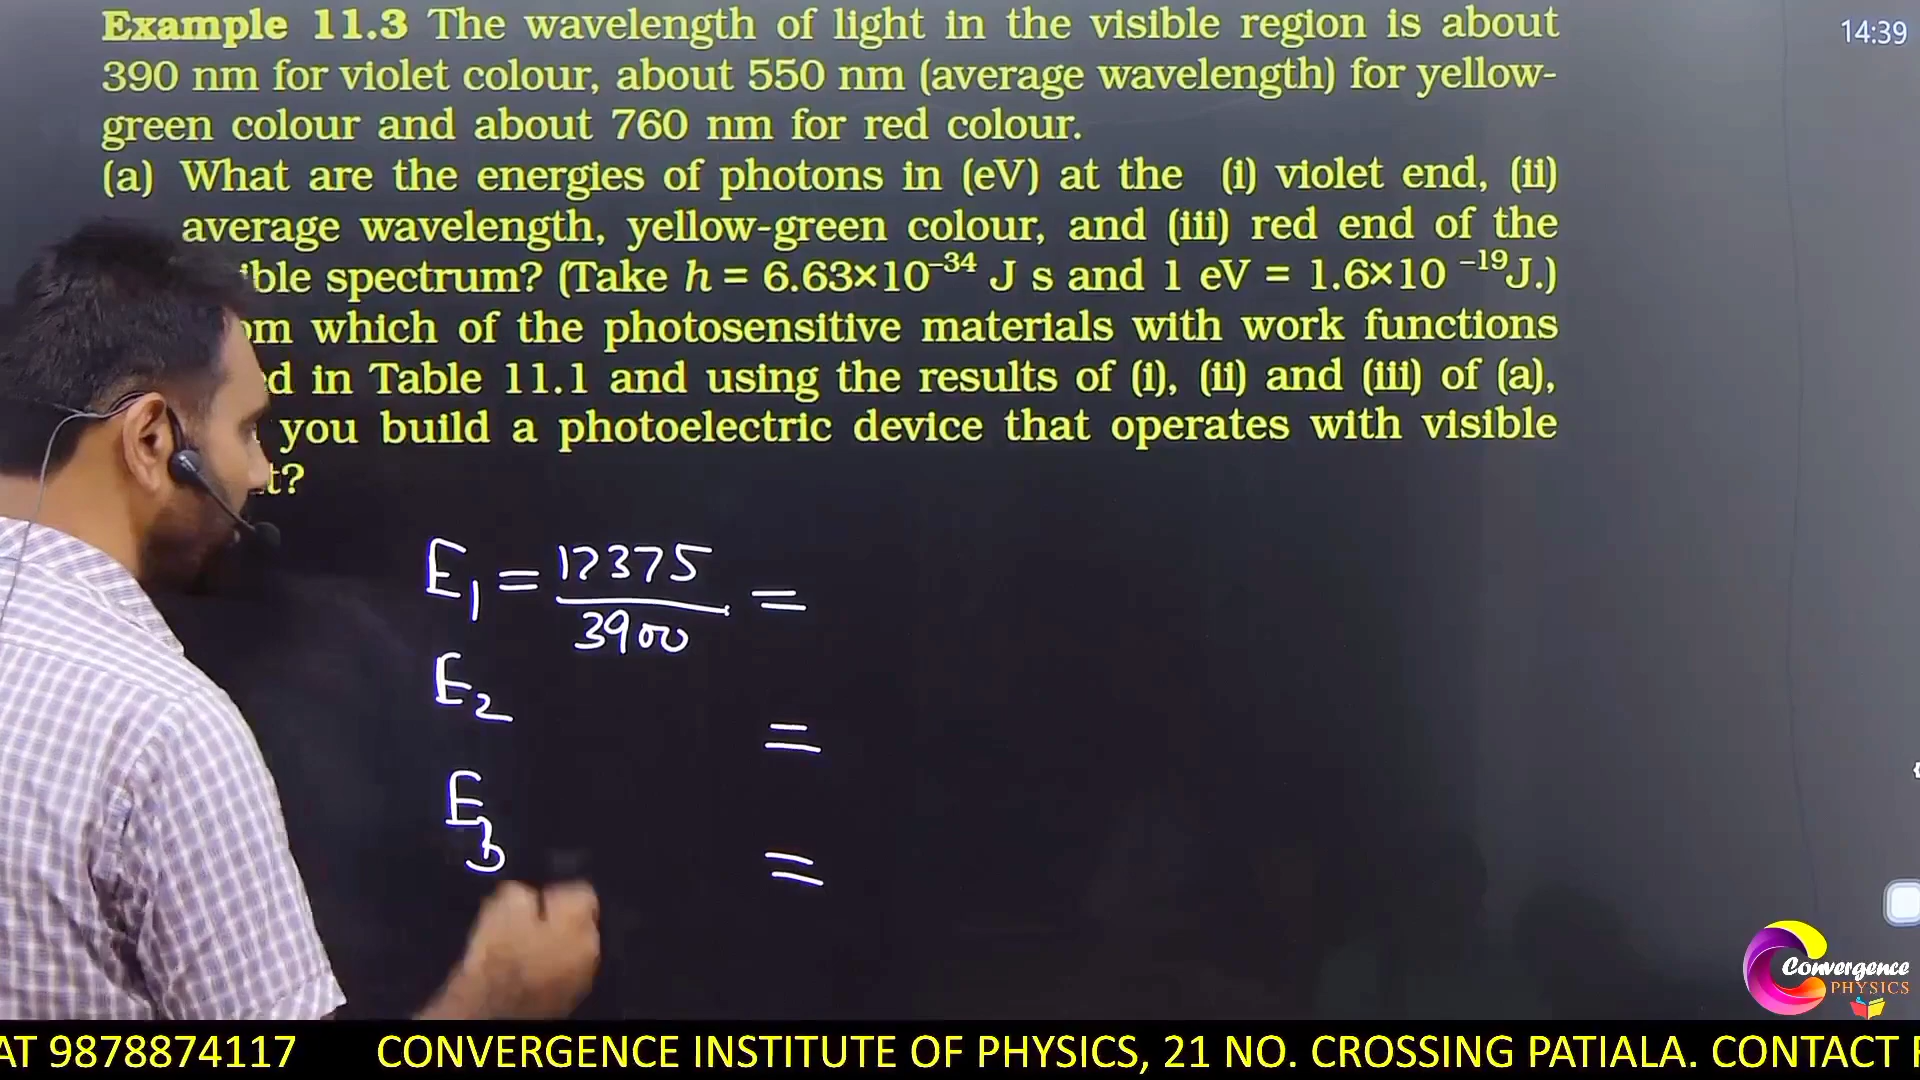 Example 11.3 The wavelength of light in the visible region is about
14:39
390 nm for violet colour, about 550 nm (average wavelength) for yellow-
green colour and about 760 nm for red colour.
(a) What are the energies of photons in (eV) at the (i) violet end, (ii)
average wavelength, yellow-green colour, and (iii) red end of the
ble spectrum? (Take h = 6.63×10⁻³⁴ J s and 1 eV = 1.6×10 ⁻¹⁹J.)
m which of the photosensitive materials with work functions
d in Table 11.1 and using the results of (i), (ii) and (iii) of (a),
you build a photoelectric device that operates with visible
t?
E₁ = 12375 =
3900
E₂ =
E₃ =
Convergence
PHYSICS
AT 9878874117 CONVERGENCE INSTITUTE OF PHYSICS, 21 NO. CROSSING PATIALA. CONTACT